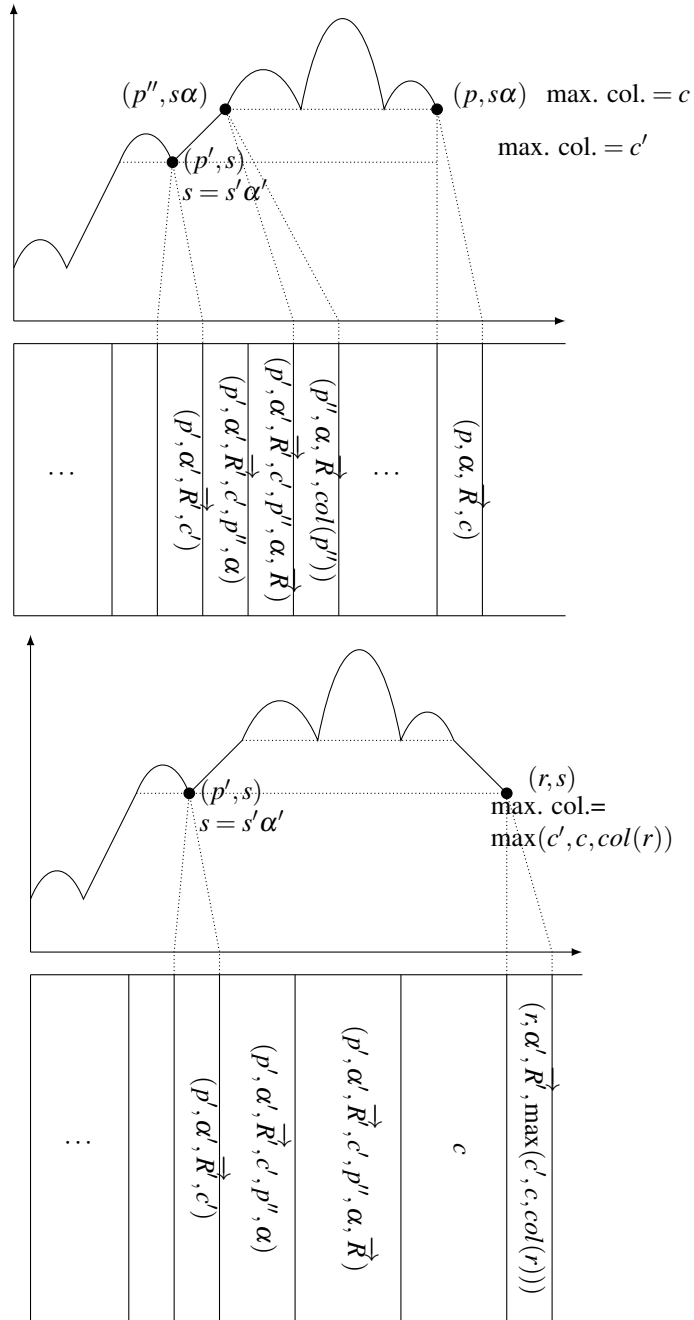 (p″, sα)
(p, sα) max. col. = c
max. col. = c′
(p′, s)
s = s′α′
⋯
(p′, α′, R⃗′, c′)
(p′, α′, R⃗′, c′, p″, α)
(p′, α′, R⃗′, c′, p″, α, R⃗)
(p″, α, R⃗, col(p″))
⋯
(p, α, R⃗, c)
(p′, s)
s = s′α′
(r, s)
max. col.=
max(c′, c, col(r))
⋯
(p′, α′, R⃗′, c′)
(p′, α′, R⃗′, c′, p″, α)
(p′, α′, R⃗′, c′, p″, α, R⃗)
c
(r, α′, R⃗′, max(c′, c, col(r)))